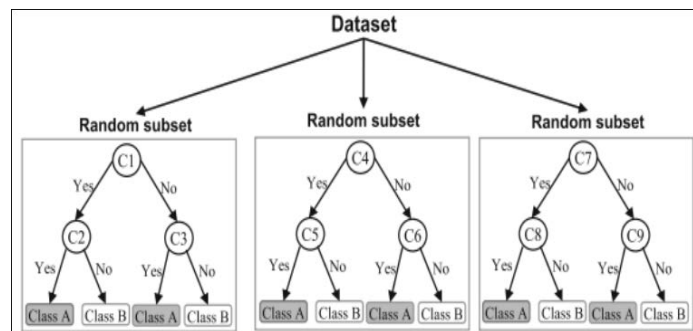 Dataset
Random subset
Random subset
Random subset
C1
C4
C7
Yes
No
Yes
No
Yes
No
C2
C3
C5
C6
C8
C9
Yes
No
Yes
No
Yes
No
Yes
No
Yes
No
Yes
No
Class A
Class B
Class A
Class B
Class A
Class B
Class A
Class B
Class A
Class B
Class A
Class B